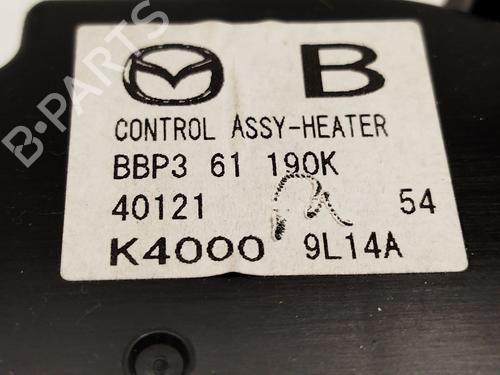 B
CONTROL ASSY-HEATER
BBP3 61 190K
40121 54
K4000 9L14A
B-PARTS